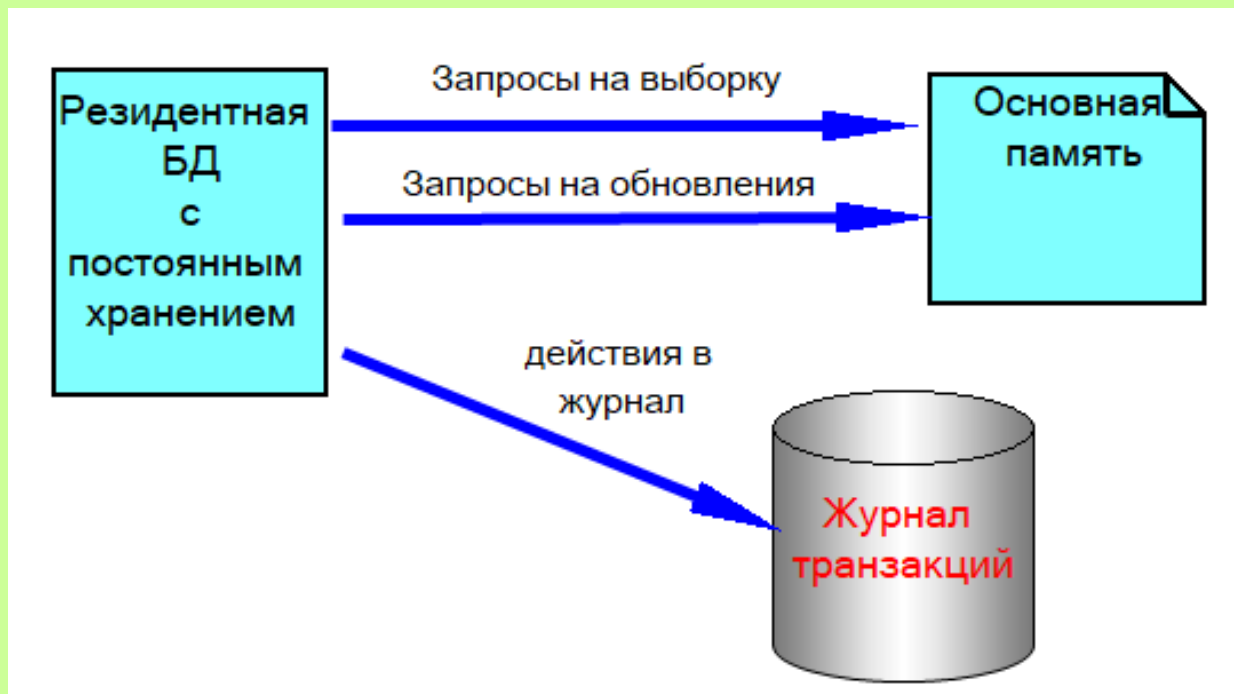 Резидентная
БД
с
постоянным
хранением
Запросы на выборку
Запросы на обновления
Основная
память
действия в
журнал
Журнал
транзакций